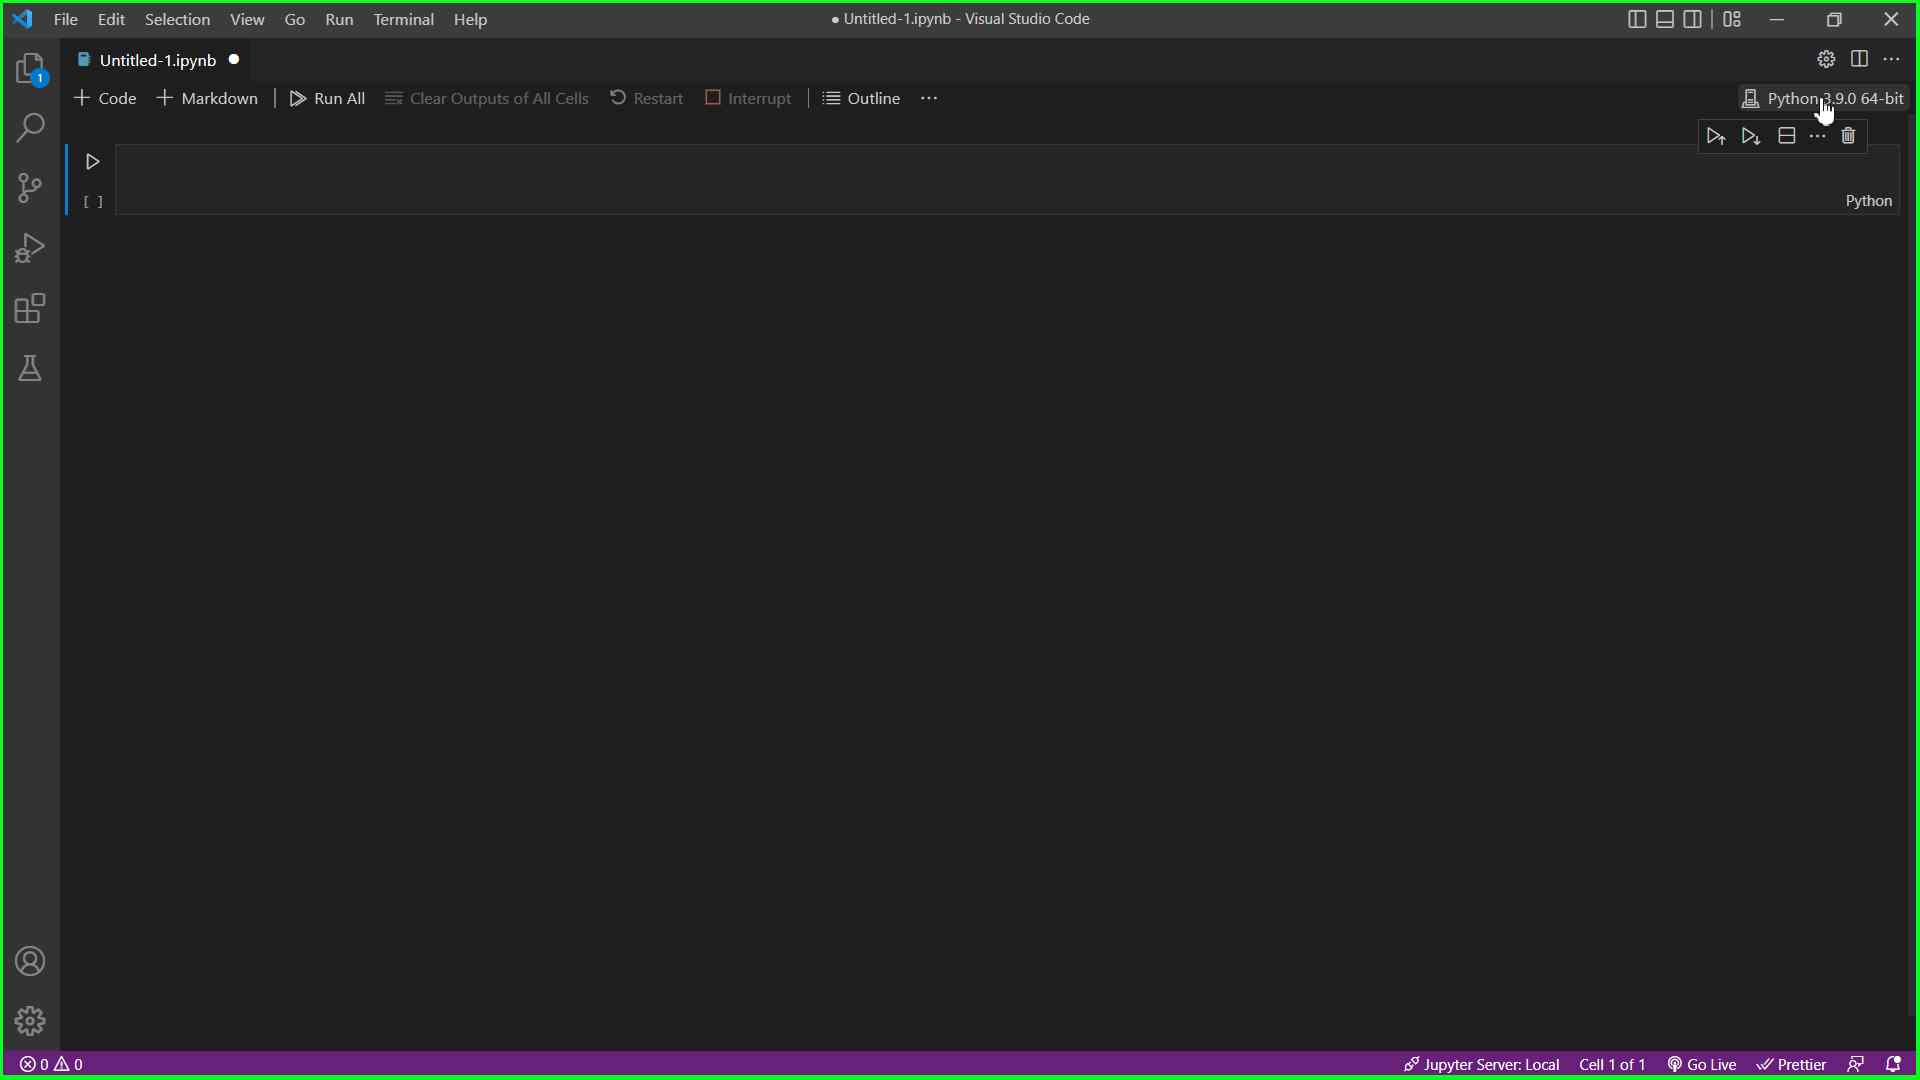 File Edit Selection View Go Run Terminal Help
● Untitled-1.ipynb - Visual Studio Code
1
Untitled-1.ipynb
Code Markdown Run All Clear Outputs of All Cells Restart Interrupt Outline ···
Python 3.9.0 64-bit
[ ]
Python
0 0
Jupyter Server: Local Cell 1 of 1 Go Live Prettier